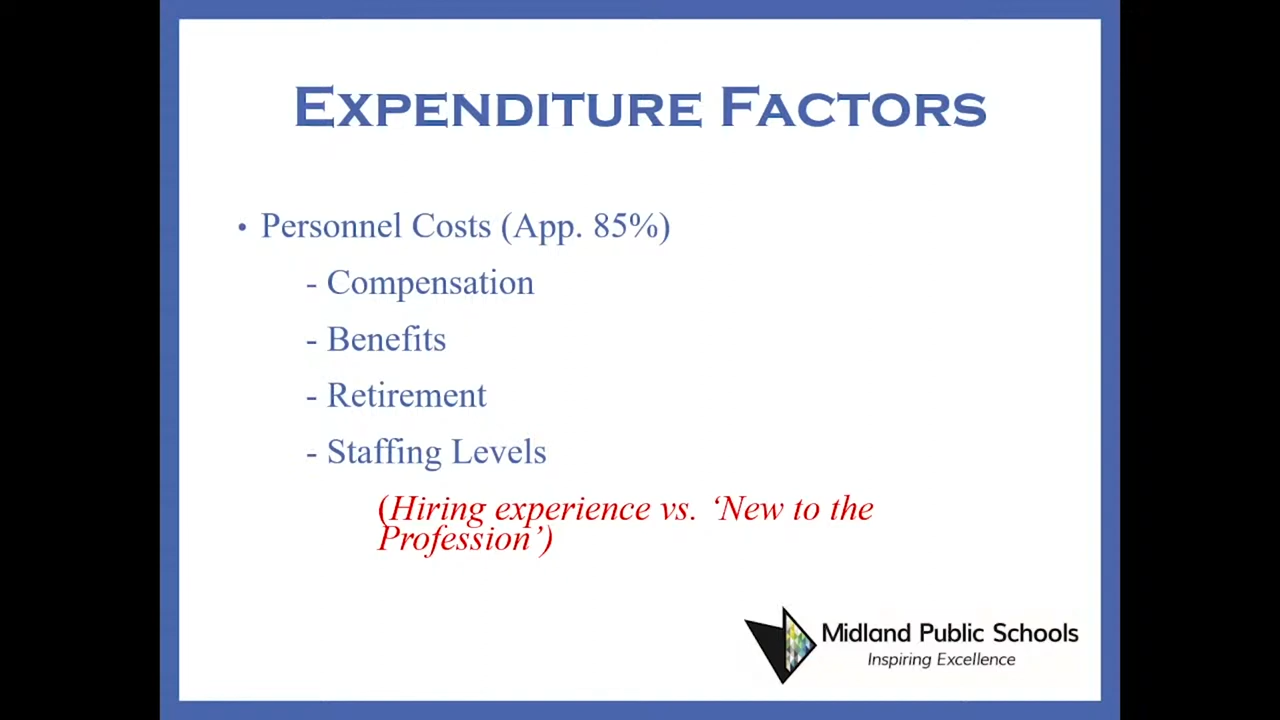 EXPENDITURE FACTORS
• Personnel Costs (App. 85%)
- Compensation
- Benefits
- Retirement
- Staffing Levels
(Hiring experience vs. ‘New to the
Profession’)
Midland Public Schools
Inspiring Excellence